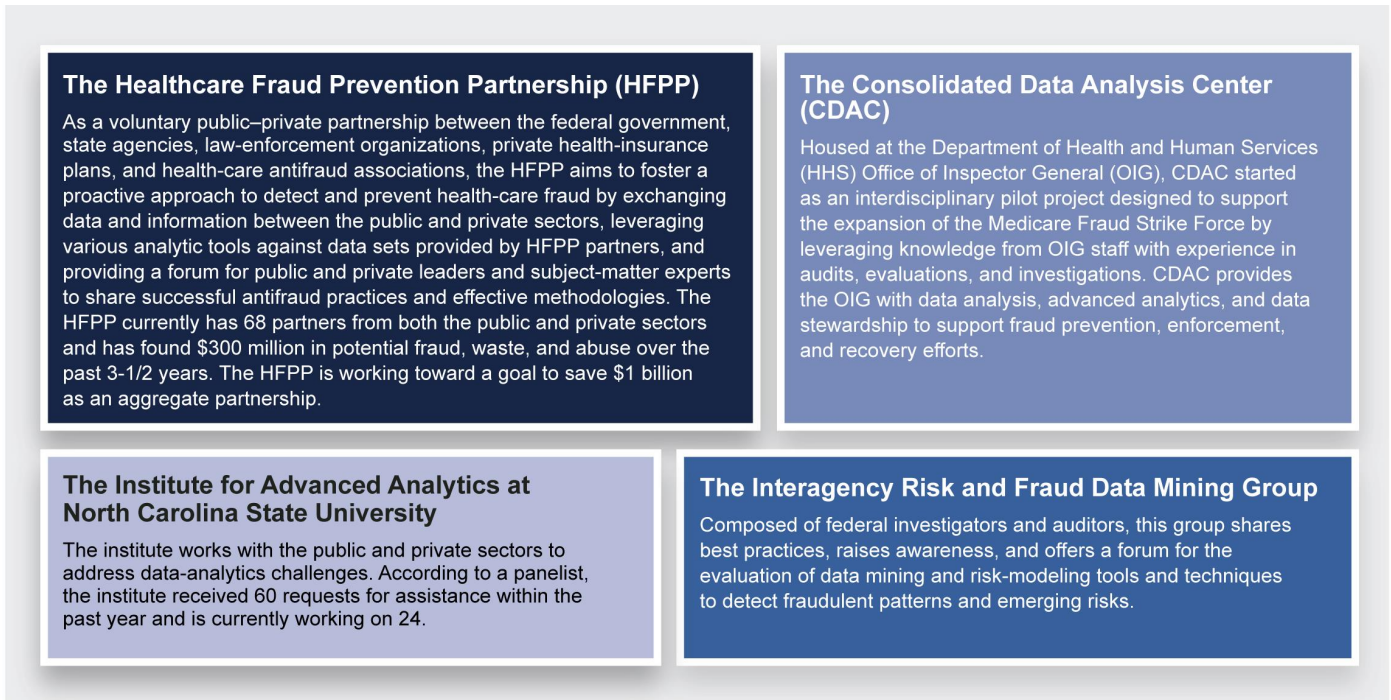 The Healthcare Fraud Prevention Partnership (HFPP)
As a voluntary public–private partnership between the federal government,
state agencies, law-enforcement organizations, private health-insurance
plans, and health-care antifraud associations, the HFPP aims to foster a
proactive approach to detect and prevent health-care fraud by exchanging
data and information between the public and private sectors, leveraging
various analytic tools against data sets provided by HFPP partners, and
providing a forum for public and private leaders and subject-matter experts
to share successful antifraud practices and effective methodologies. The
HFPP currently has 68 partners from both the public and private sectors
and has found $300 million in potential fraud, waste, and abuse over the
past 3-1/2 years. The HFPP is working toward a goal to save $1 billion
as an aggregate partnership.
The Consolidated Data Analysis Center
(CDAC)
Housed at the Department of Health and Human Services
(HHS) Office of Inspector General (OIG), CDAC started
as an interdisciplinary pilot project designed to support
the expansion of the Medicare Fraud Strike Force by
leveraging knowledge from OIG staff with experience in
audits, evaluations, and investigations. CDAC provides
the OIG with data analysis, advanced analytics, and data
stewardship to support fraud prevention, enforcement,
and recovery efforts.
The Institute for Advanced Analytics at
North Carolina State University
The institute works with the public and private sectors to
address data-analytics challenges. According to a panelist,
the institute received 60 requests for assistance within the
past year and is currently working on 24.
The Interagency Risk and Fraud Data Mining Group
Composed of federal investigators and auditors, this group shares
best practices, raises awareness, and offers a forum for the
evaluation of data mining and risk-modeling tools and techniques
to detect fraudulent patterns and emerging risks.